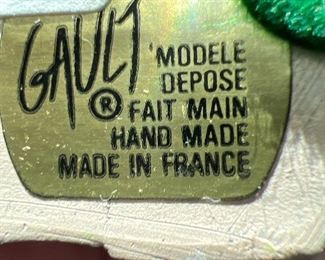 GAULT
MODELE
DEPOSE
® FAIT MAIN
HAND MADE
MADE IN FRANCE